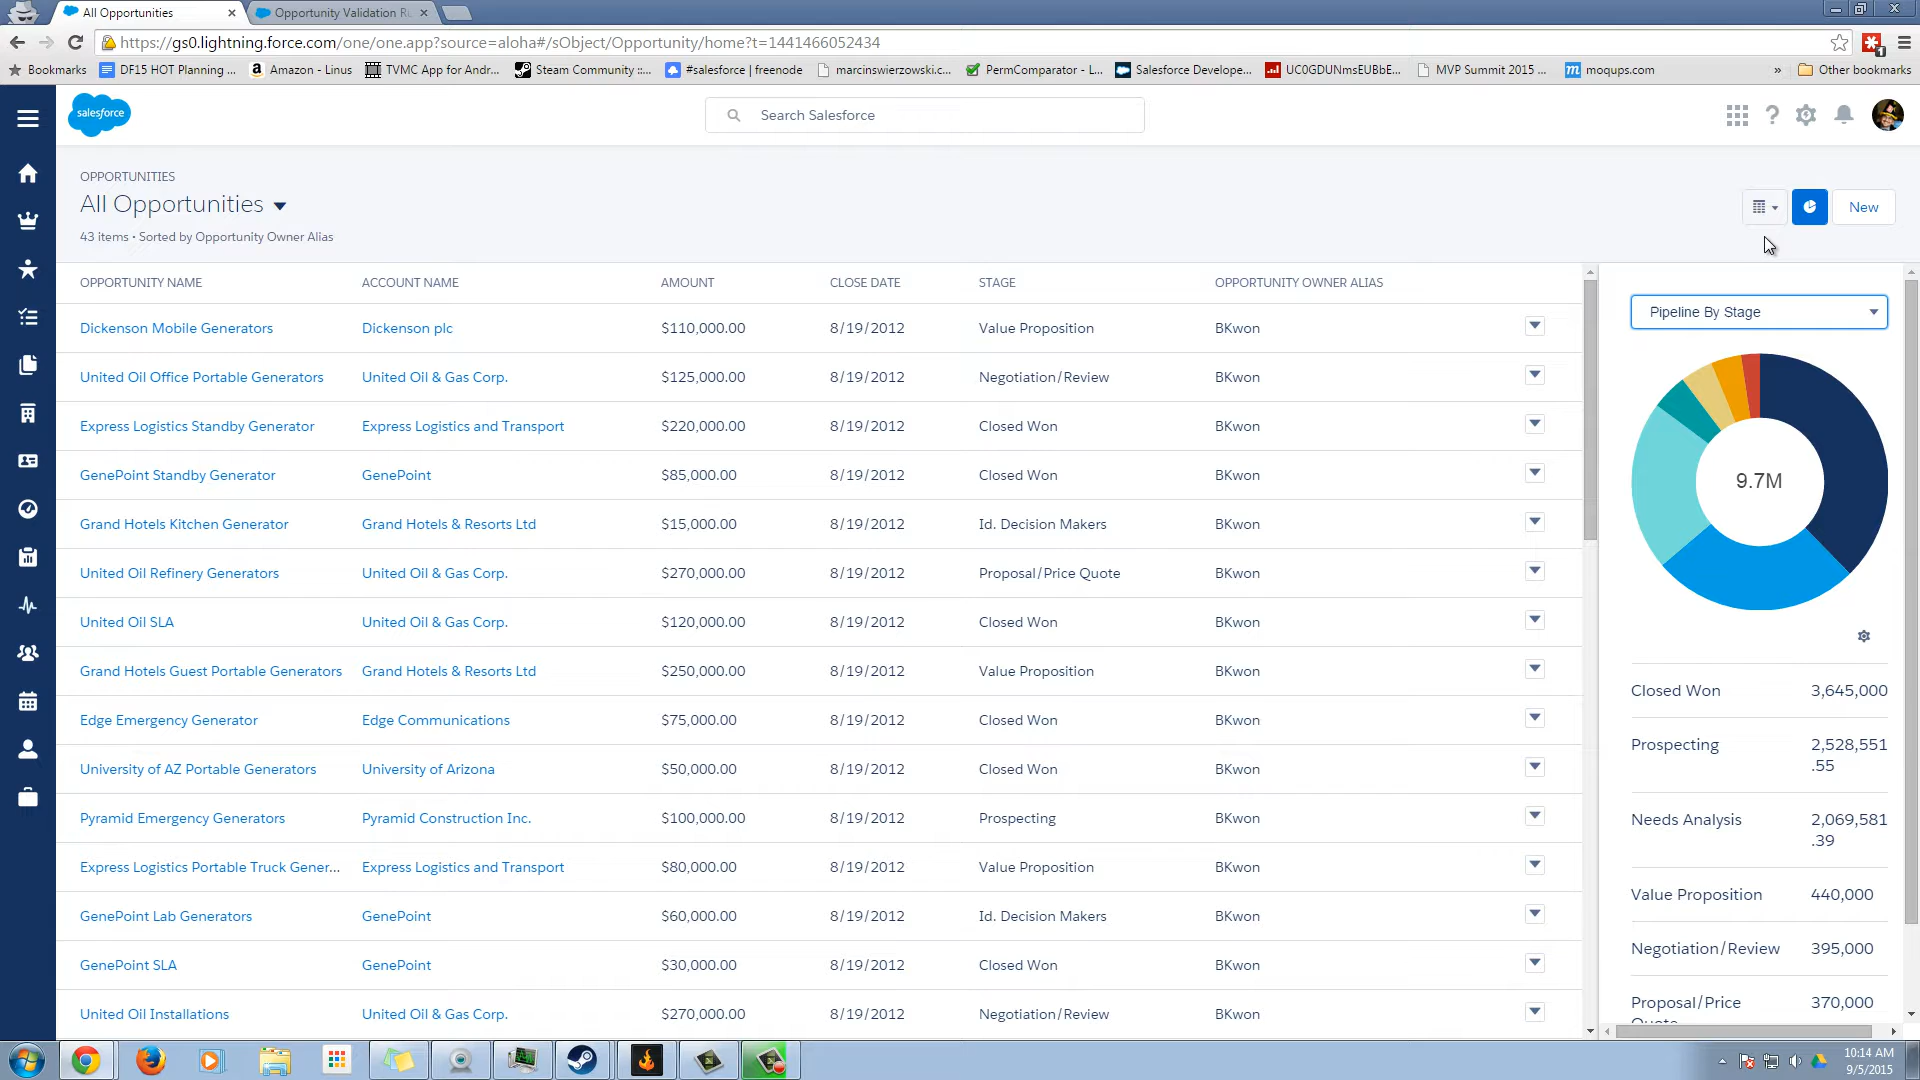 All Opportunities
Opportunity Validation Ru
https://gs0.lightning.force.com/one/one.app?source=aloha#/sObject/Opportunity/home?t=1441466052434
1
Bookmarks
DF15 HOT Planning ...
Amazon - Linus
TVMC App for Andr...
Steam Community ::...
#salesforce | freenode
marcinswierzowski.c...
PermComparator - L...
Salesforce Develope...
UC0GDUNmsEUBbE...
MVP Summit 2015 ...
moqups.com
»
Other bookmarks
salesforce
Search Salesforce
OPPORTUNITIES
All Opportunities
43 items • Sorted by Opportunity Owner Alias
New
OPPORTUNITY NAME ACCOUNT NAME AMOUNT CLOSE DATE STAGE OPPORTUNITY OWNER ALIAS
Dickenson Mobile Generators Dickenson plc $110,000.00 8/19/2012 Value Proposition BKwon
United Oil Office Portable Generators United Oil & Gas Corp. $125,000.00 8/19/2012 Negotiation/Review BKwon
Express Logistics Standby Generator Express Logistics and Transport $220,000.00 8/19/2012 Closed Won BKwon
GenePoint Standby Generator GenePoint $85,000.00 8/19/2012 Closed Won BKwon
Grand Hotels Kitchen Generator Grand Hotels & Resorts Ltd $15,000.00 8/19/2012 Id. Decision Makers BKwon
United Oil Refinery Generators United Oil & Gas Corp. $270,000.00 8/19/2012 Proposal/Price Quote BKwon
United Oil SLA United Oil & Gas Corp. $120,000.00 8/19/2012 Closed Won BKwon
Grand Hotels Guest Portable Generators Grand Hotels & Resorts Ltd $250,000.00 8/19/2012 Value Proposition BKwon
Edge Emergency Generator Edge Communications $75,000.00 8/19/2012 Closed Won BKwon
University of AZ Portable Generators University of Arizona $50,000.00 8/19/2012 Closed Won BKwon
Pyramid Emergency Generators Pyramid Construction Inc. $100,000.00 8/19/2012 Prospecting BKwon
Express Logistics Portable Truck Gener... Express Logistics and Transport $80,000.00 8/19/2012 Value Proposition BKwon
GenePoint Lab Generators GenePoint $60,000.00 8/19/2012 Id. Decision Makers BKwon
GenePoint SLA GenePoint $30,000.00 8/19/2012 Closed Won BKwon
United Oil Installations United Oil & Gas Corp. $270,000.00 8/19/2012 Negotiation/Review BKwon
Pipeline By Stage
9.7M
Closed Won 3,645,000
Prospecting 2,528,551
.55
Needs Analysis 2,069,581
.39
Value Proposition 440,000
Negotiation/Review 395,000
Proposal/Price 370,000
Quote
10:14 AM
9/5/2015